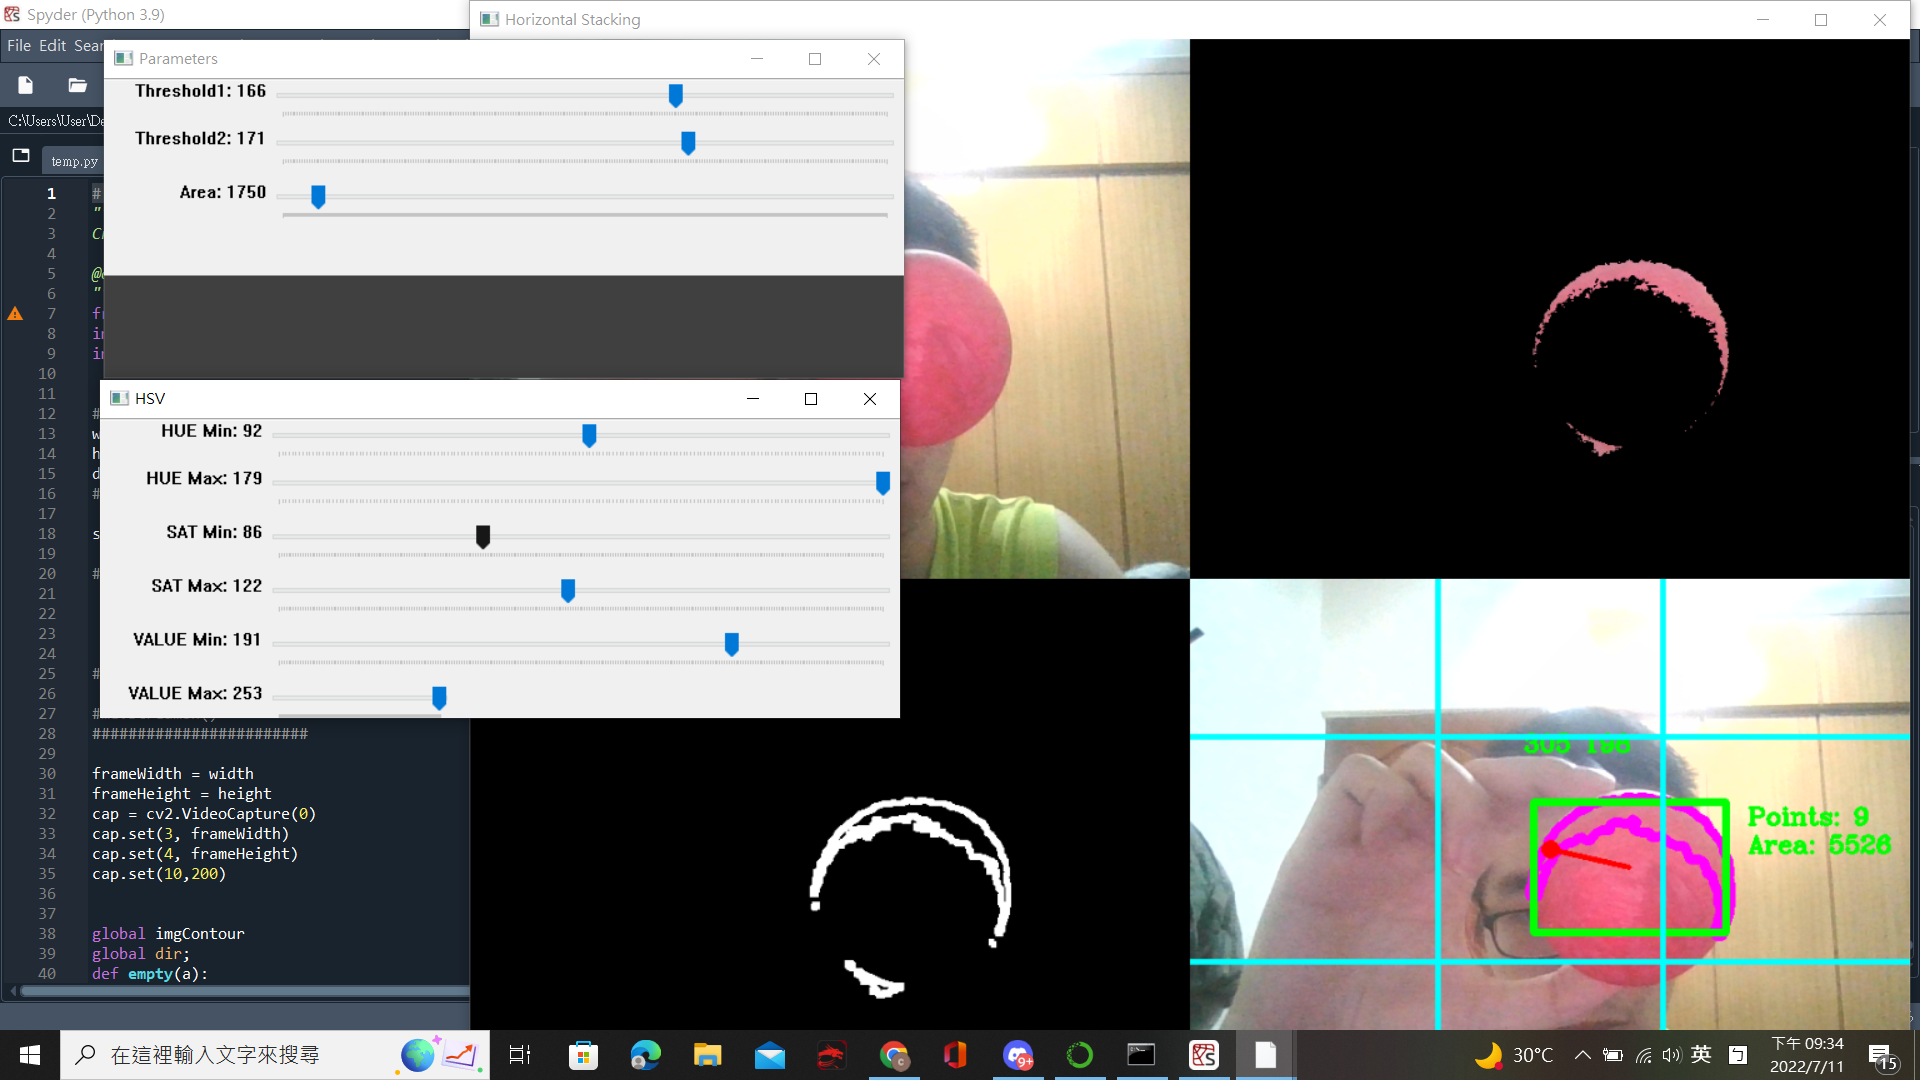 Spyder (Python 3.9)
Horizontal Stacking
File Edit
Parameters
Threshold1: 166
Threshold2: 171
Area: 1750
C:\Users\User\De
temp.py
HSV
HUE Min: 92
HUE Max: 179
SAT Min: 86
SAT Max: 122
VALUE Min: 191
VALUE Max: 253
1 #
2 "
3
4
5 @
6 "
7
8
9
10
11
12 #
13 w
14 h
15 d
16 #
17
18 s
19
20 #
21
22
23
24
25 #
26
27 #
28 ########################
29
30 frameWidth = width
31 frameHeight = height
32 cap = cv2.VideoCapture(0)
33 cap.set(3, frameWidth)
34 cap.set(4, frameHeight)
35 cap.set(10,200)
36
37
38 global imgContour
39 global dir;
40 def empty(a):
Points: 9
Area: 5526
在這裡輸入文字來搜尋
9+
C
30°C
英
下午 09:34
2022/7/11
15